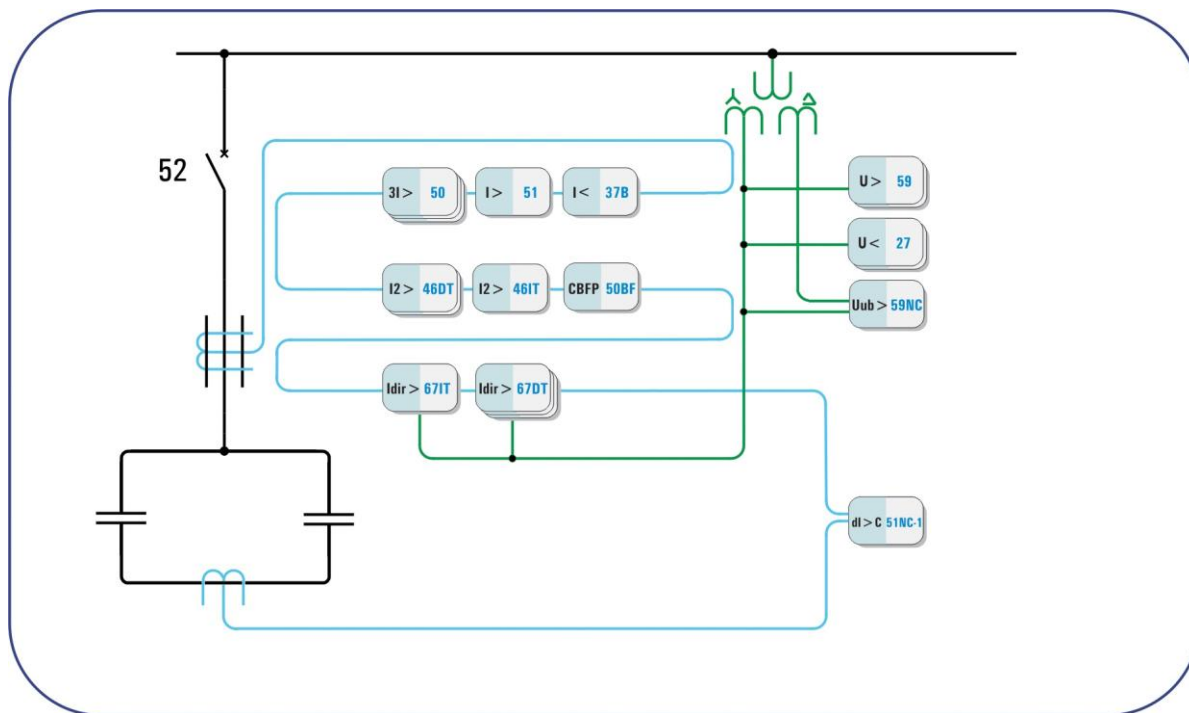 52
3I> 50 I> 51 I< 37B
U> 59
U< 27
I2> 46DT I2> 46IT CBFP 50BF
Uub> 59NC
Idir> 67IT Idir> 67DT
dI>C 51NC-1